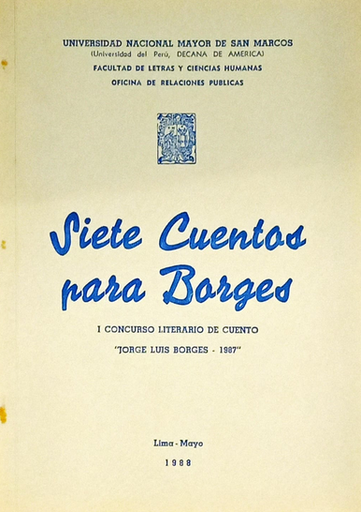 UNIVERSIDAD NACIONAL MAYOR DE SAN MARCOS
(Universidad del Perú, DECANA DE AMERICA)
FACULTAD DE LETRAS Y CIENCIAS HUMANAS
OFICINA DE RELACIONES PUBLICAS
Siete Cuentos
para Borges
I CONCURSO LITERARIO DE CUENTO
"JORGE LUIS BORGES - 1987"
Lima - Mayo
1988